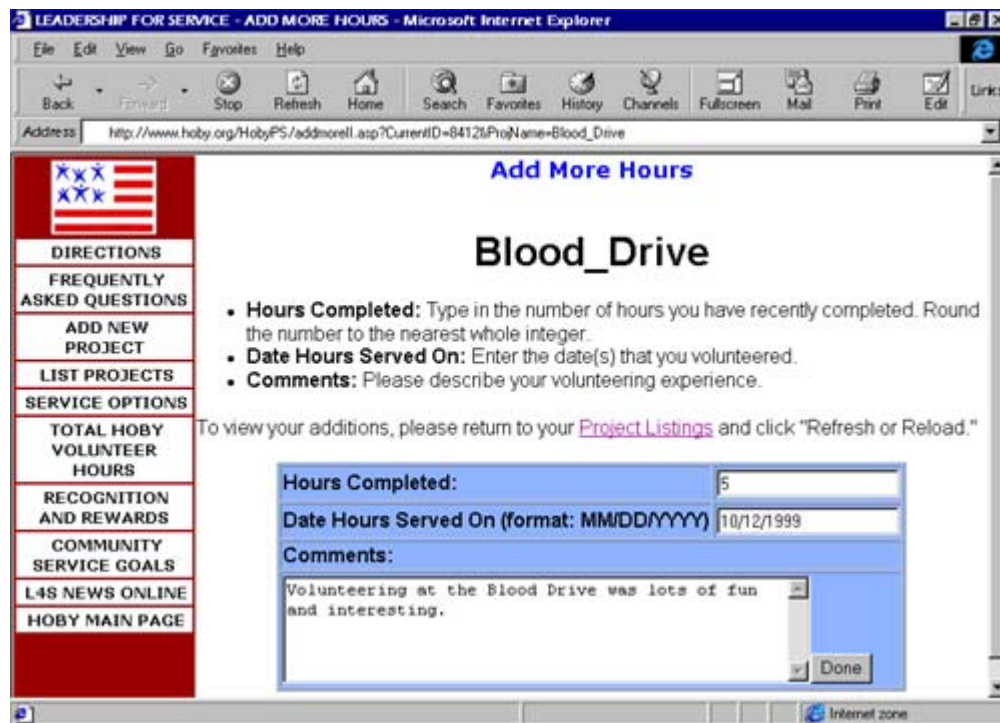 LEADERSHIP FOR SERVICE - ADD MORE HOURS - Microsoft Internet Explorer
File Edit View Go Favorites Help
Back Forward Stop Refresh Home Search Favorites History Channels Fullscreen Mail Print Edit Links
Address http://www.hoby.org/HobyPS/addmorell.asp?CurrentID=8412&ProjName=Blood_Drive
Add More Hours
Blood_Drive
• Hours Completed: Type in the number of hours you have recently completed. Round
the number to the nearest whole integer.
• Date Hours Served On: Enter the date(s) that you volunteered.
• Comments: Please describe your volunteering experience.
To view your additions, please return to your Project Listings and click "Refresh or Reload."
Hours Completed: 5
Date Hours Served On (format: MM/DD/YYYY) 10/12/1999
Comments:
Volunteering at the Blood Drive was lots of fun
and interesting.
Done
DIRECTIONS
FREQUENTLY
ASKED QUESTIONS
ADD NEW
PROJECT
LIST PROJECTS
SERVICE OPTIONS
TOTAL HOBY
VOLUNTEER
HOURS
RECOGNITION
AND REWARDS
COMMUNITY
SERVICE GOALS
L4S NEWS ONLINE
HOBY MAIN PAGE
Internet zone